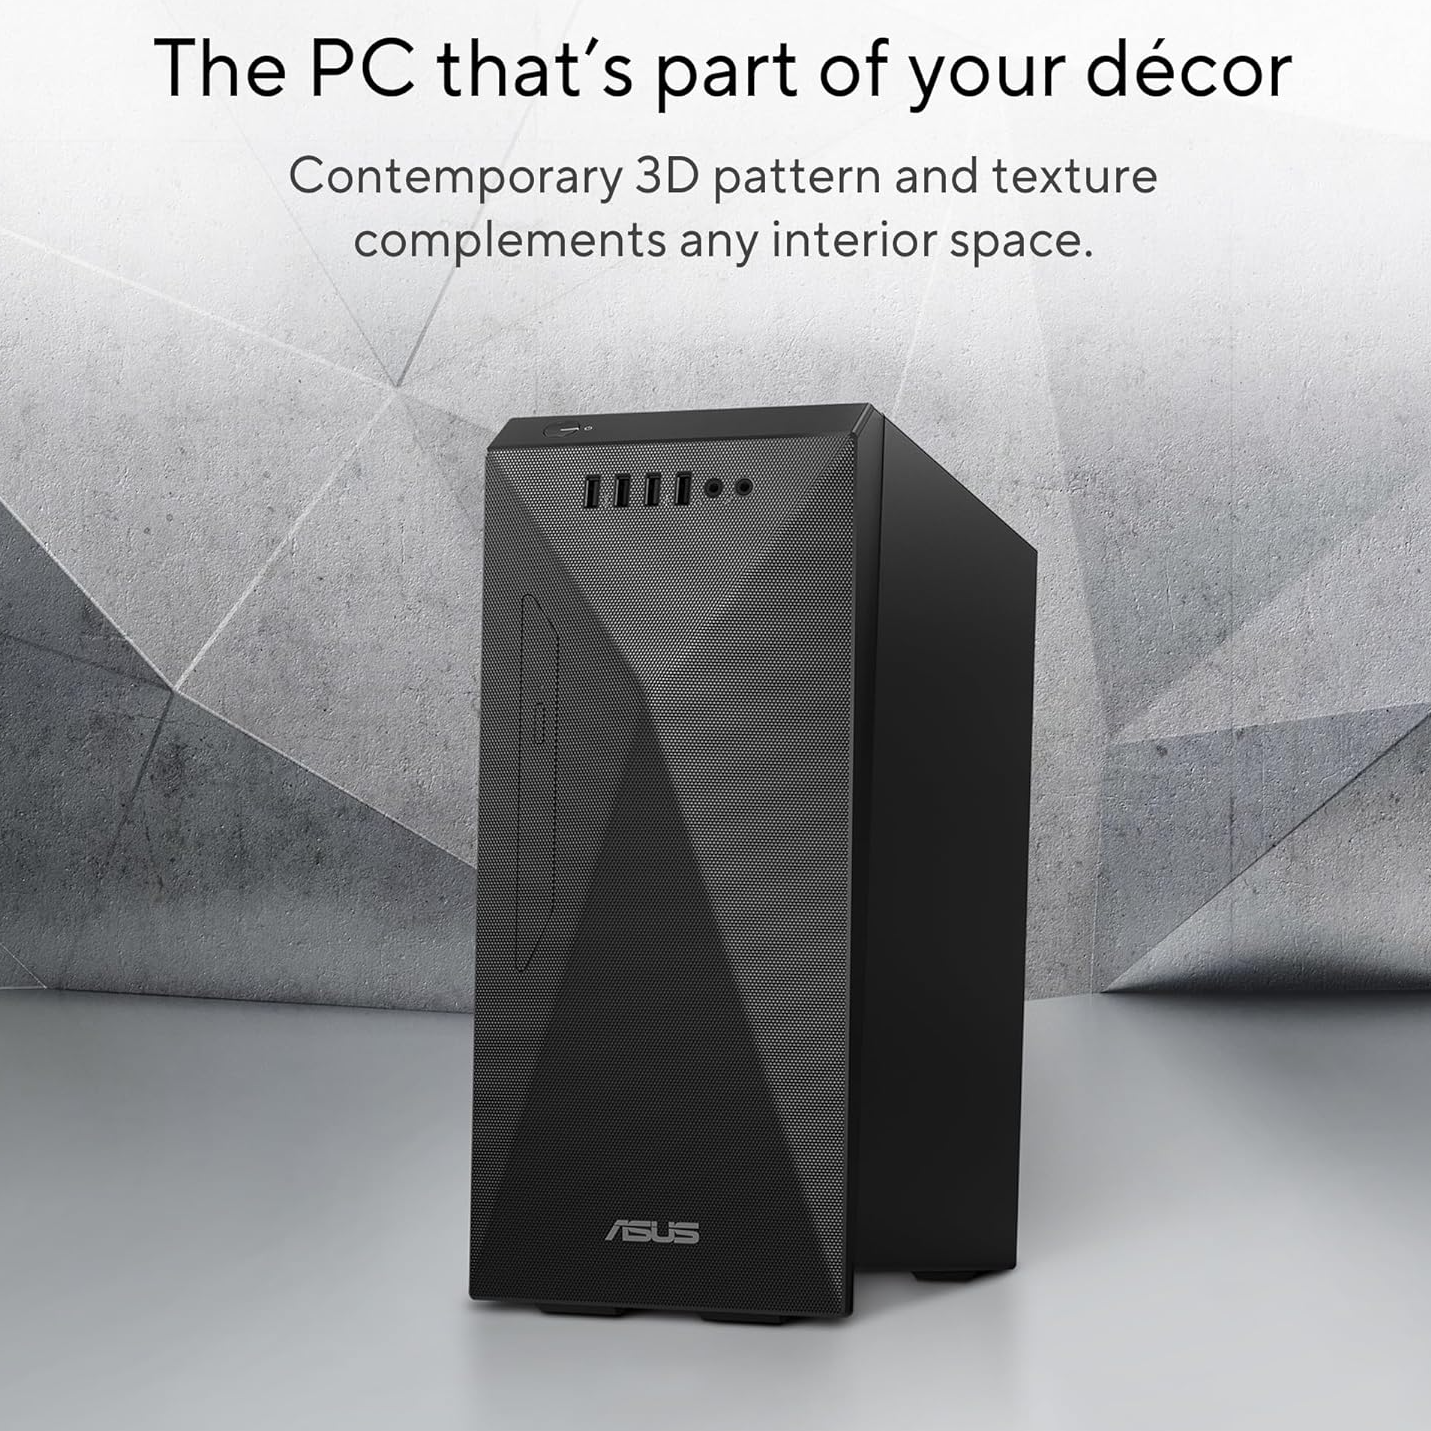 The PC that’s part of your décor
Contemporary 3D pattern and texture
complements any interior space.
ASUS